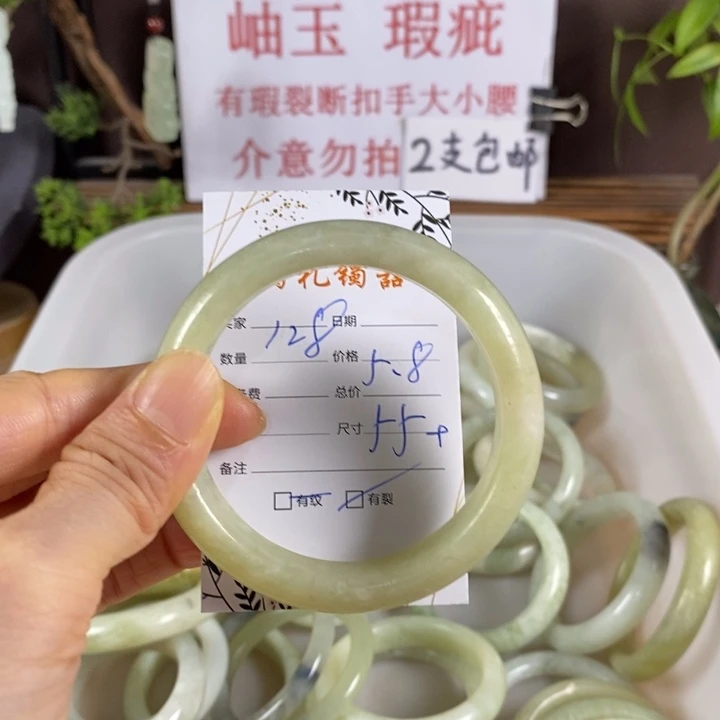 岫玉 瑕疵
有瑕裂断扣手大小腰
介意勿拍 2支包邮
礼镯品
家 128 日期
数量 价格 5.8
费 总价
尺寸 55+
备注
有纹 有裂